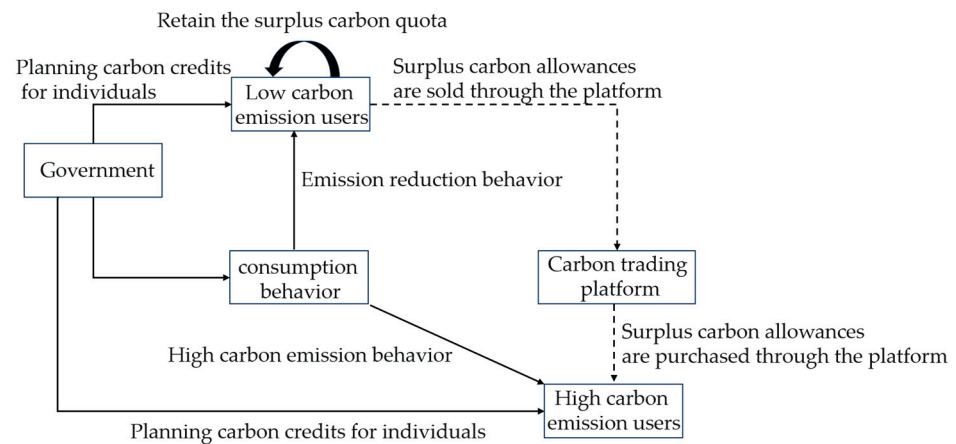 Retain the surplus carbon quota
Planning carbon credits
for individuals
Surplus carbon allowances
are sold through the platform
Low carbon
emission users
Government
Emission reduction behavior
consumption
behavior
Carbon trading
platform
Surplus carbon allowances
are purchased through the platform
High carbon emission behavior
High carbon
emission users
Planning carbon credits for individuals